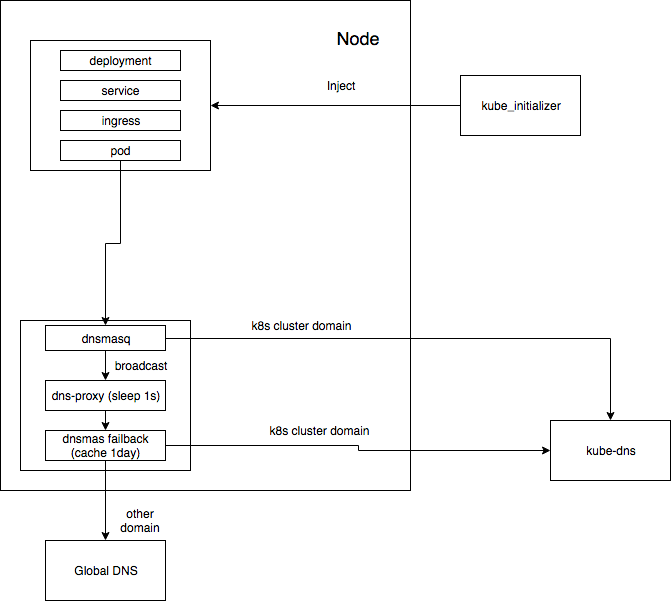 Node
deployment
service
ingress
pod
Inject
kube_initializer
dnsmasq
k8s cluster domain
broadcast
dns-proxy (sleep 1s)
dnsmas failback
(cache 1day)
k8s cluster domain
kube-dns
other
domain
Global DNS